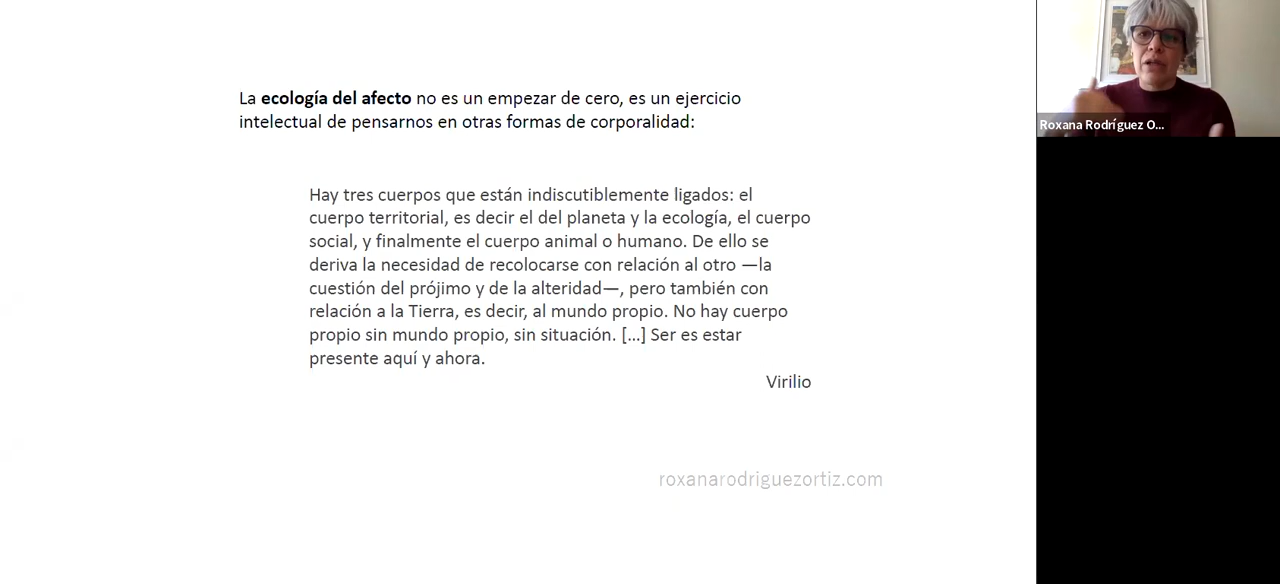 La ecología del afecto no es un empezar de cero, es un ejercicio
intelectual de pensarnos en otras formas de corporalidad:
Hay tres cuerpos que están indiscutiblemente ligados: el
cuerpo territorial, es decir el del planeta y la ecología, el cuerpo
social, y finalmente el cuerpo animal o humano. De ello se
deriva la necesidad de recolocarse con relación al otro —la
cuestión del prójimo y de la alteridad—, pero también con
relación a la Tierra, es decir, al mundo propio. No hay cuerpo
propio sin mundo propio, sin situación. [...] Ser es estar
presente aquí y ahora.
Virilio
roxanarodriguezortiz.com
Roxana Rodríguez O...